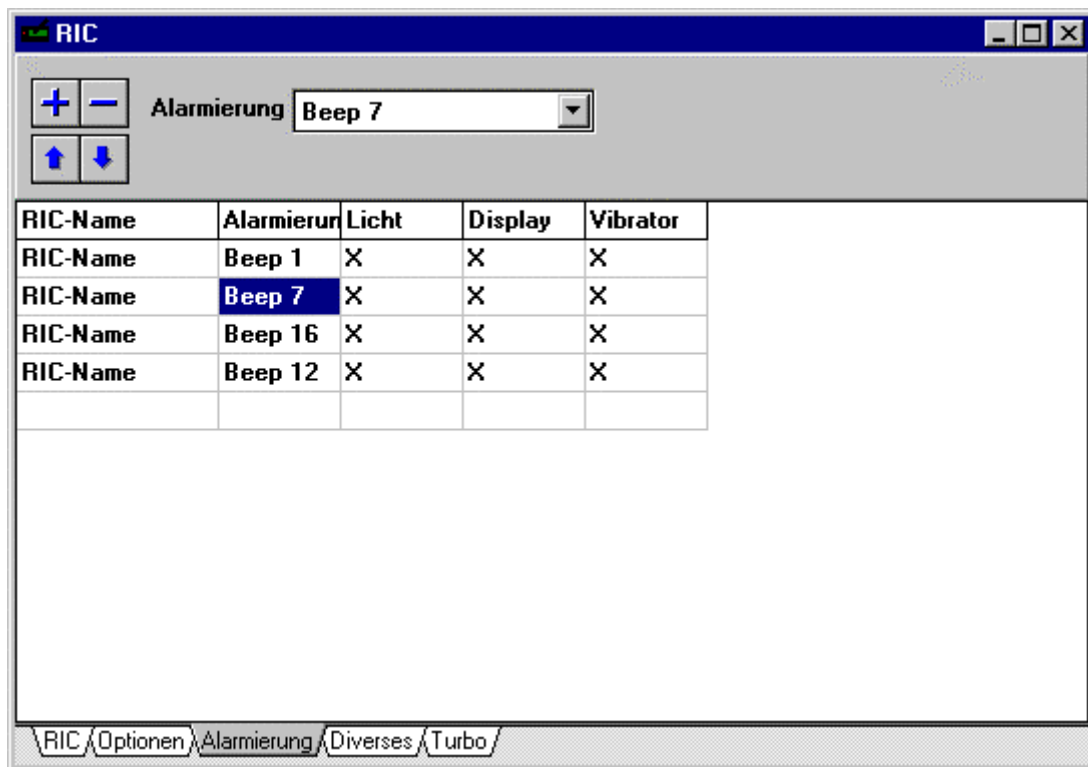 RIC
Alarmierung Beep 7
RIC-Name Alarmierun Licht Display Vibrator
RIC-Name Beep 1 X X X
RIC-Name Beep 7 X X X
RIC-Name Beep 16 X X X
RIC-Name Beep 12 X X X
RIC Optionen Alarmierung Diverses Turbo